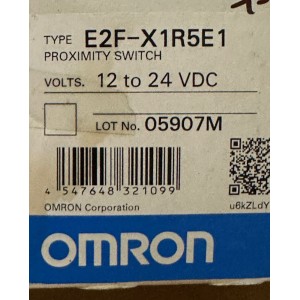 TYPE E2F-X1R5E1
PROXIMITY SWITCH
VOLTS. 12 to 24 VDC
LOT No. 05907M
4 547648 321099
OMRON Corporation
u6kZLdY
OMRON